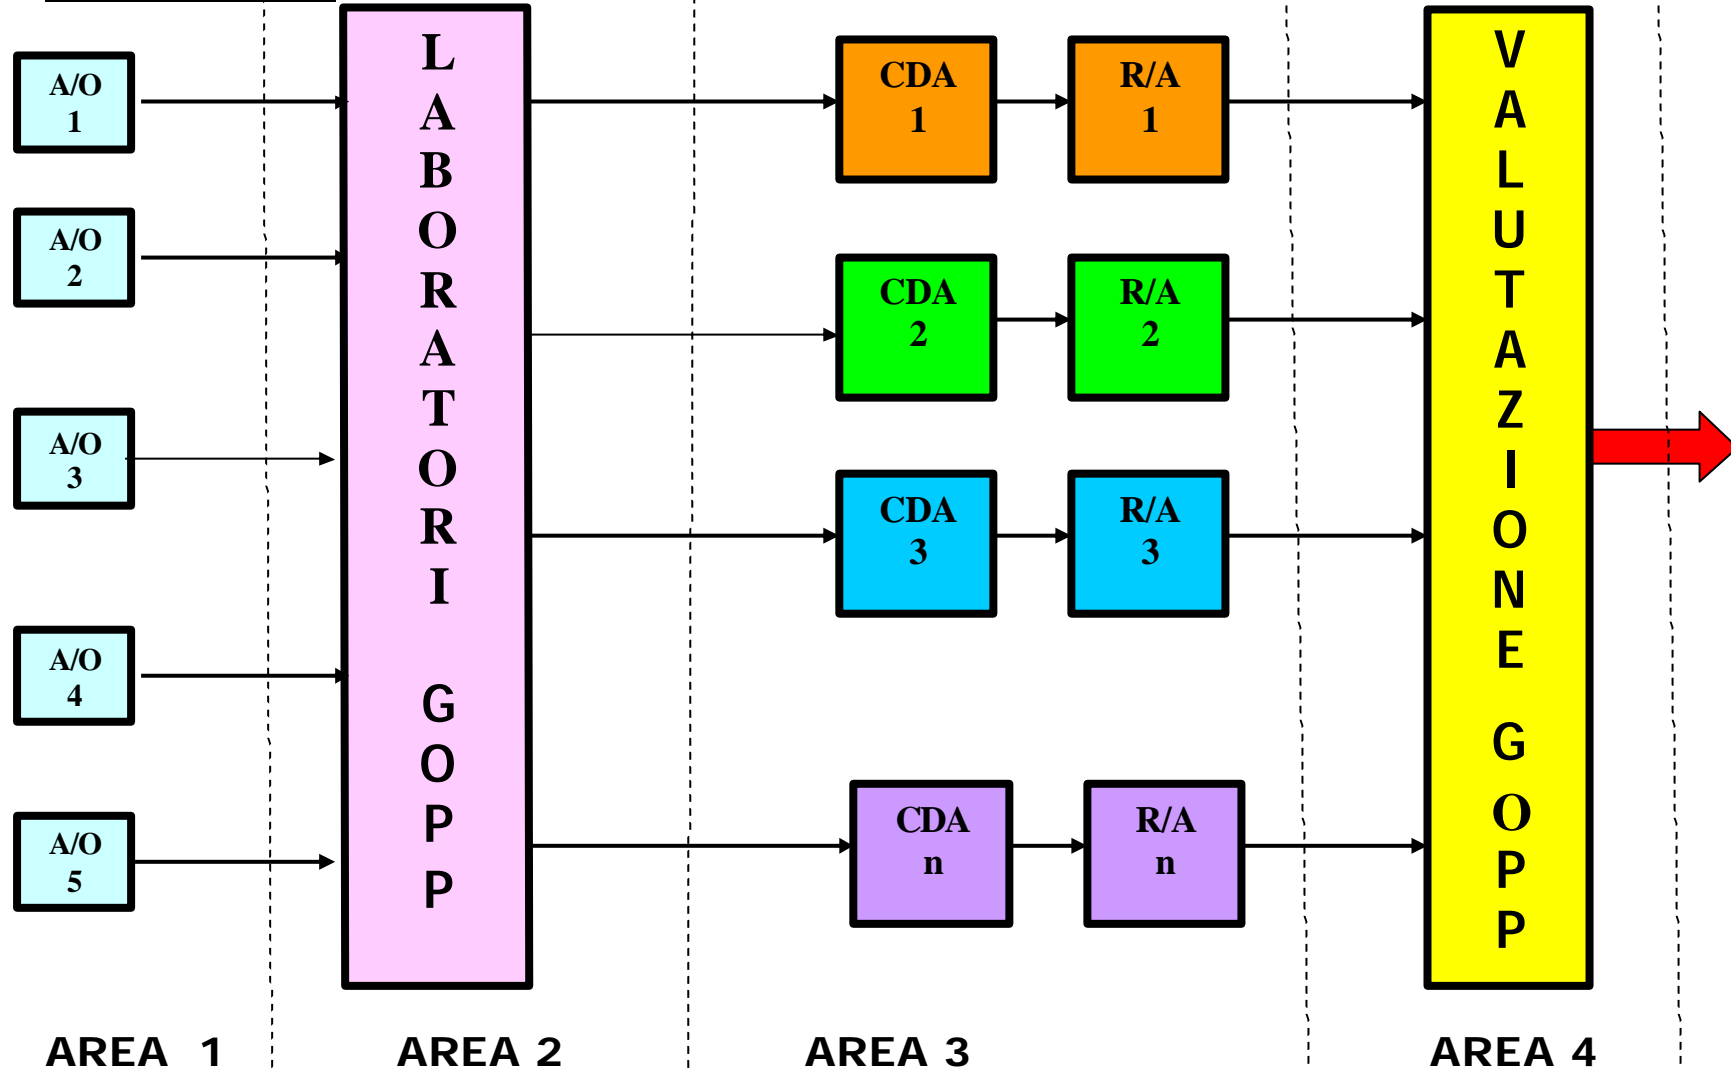 A/O
1
A/O
2
A/O
3
A/O
4
A/O
5
L
A
B
O
R
A
T
O
R
I
G
O
P
P
CDA
1
R/A
1
CDA
2
R/A
2
CDA
3
R/A
3
CDA
n
R/A
n
V
A
L
U
T
A
Z
I
O
N
E
G
O
P
P
AREA 1
AREA 2
AREA 3
AREA 4